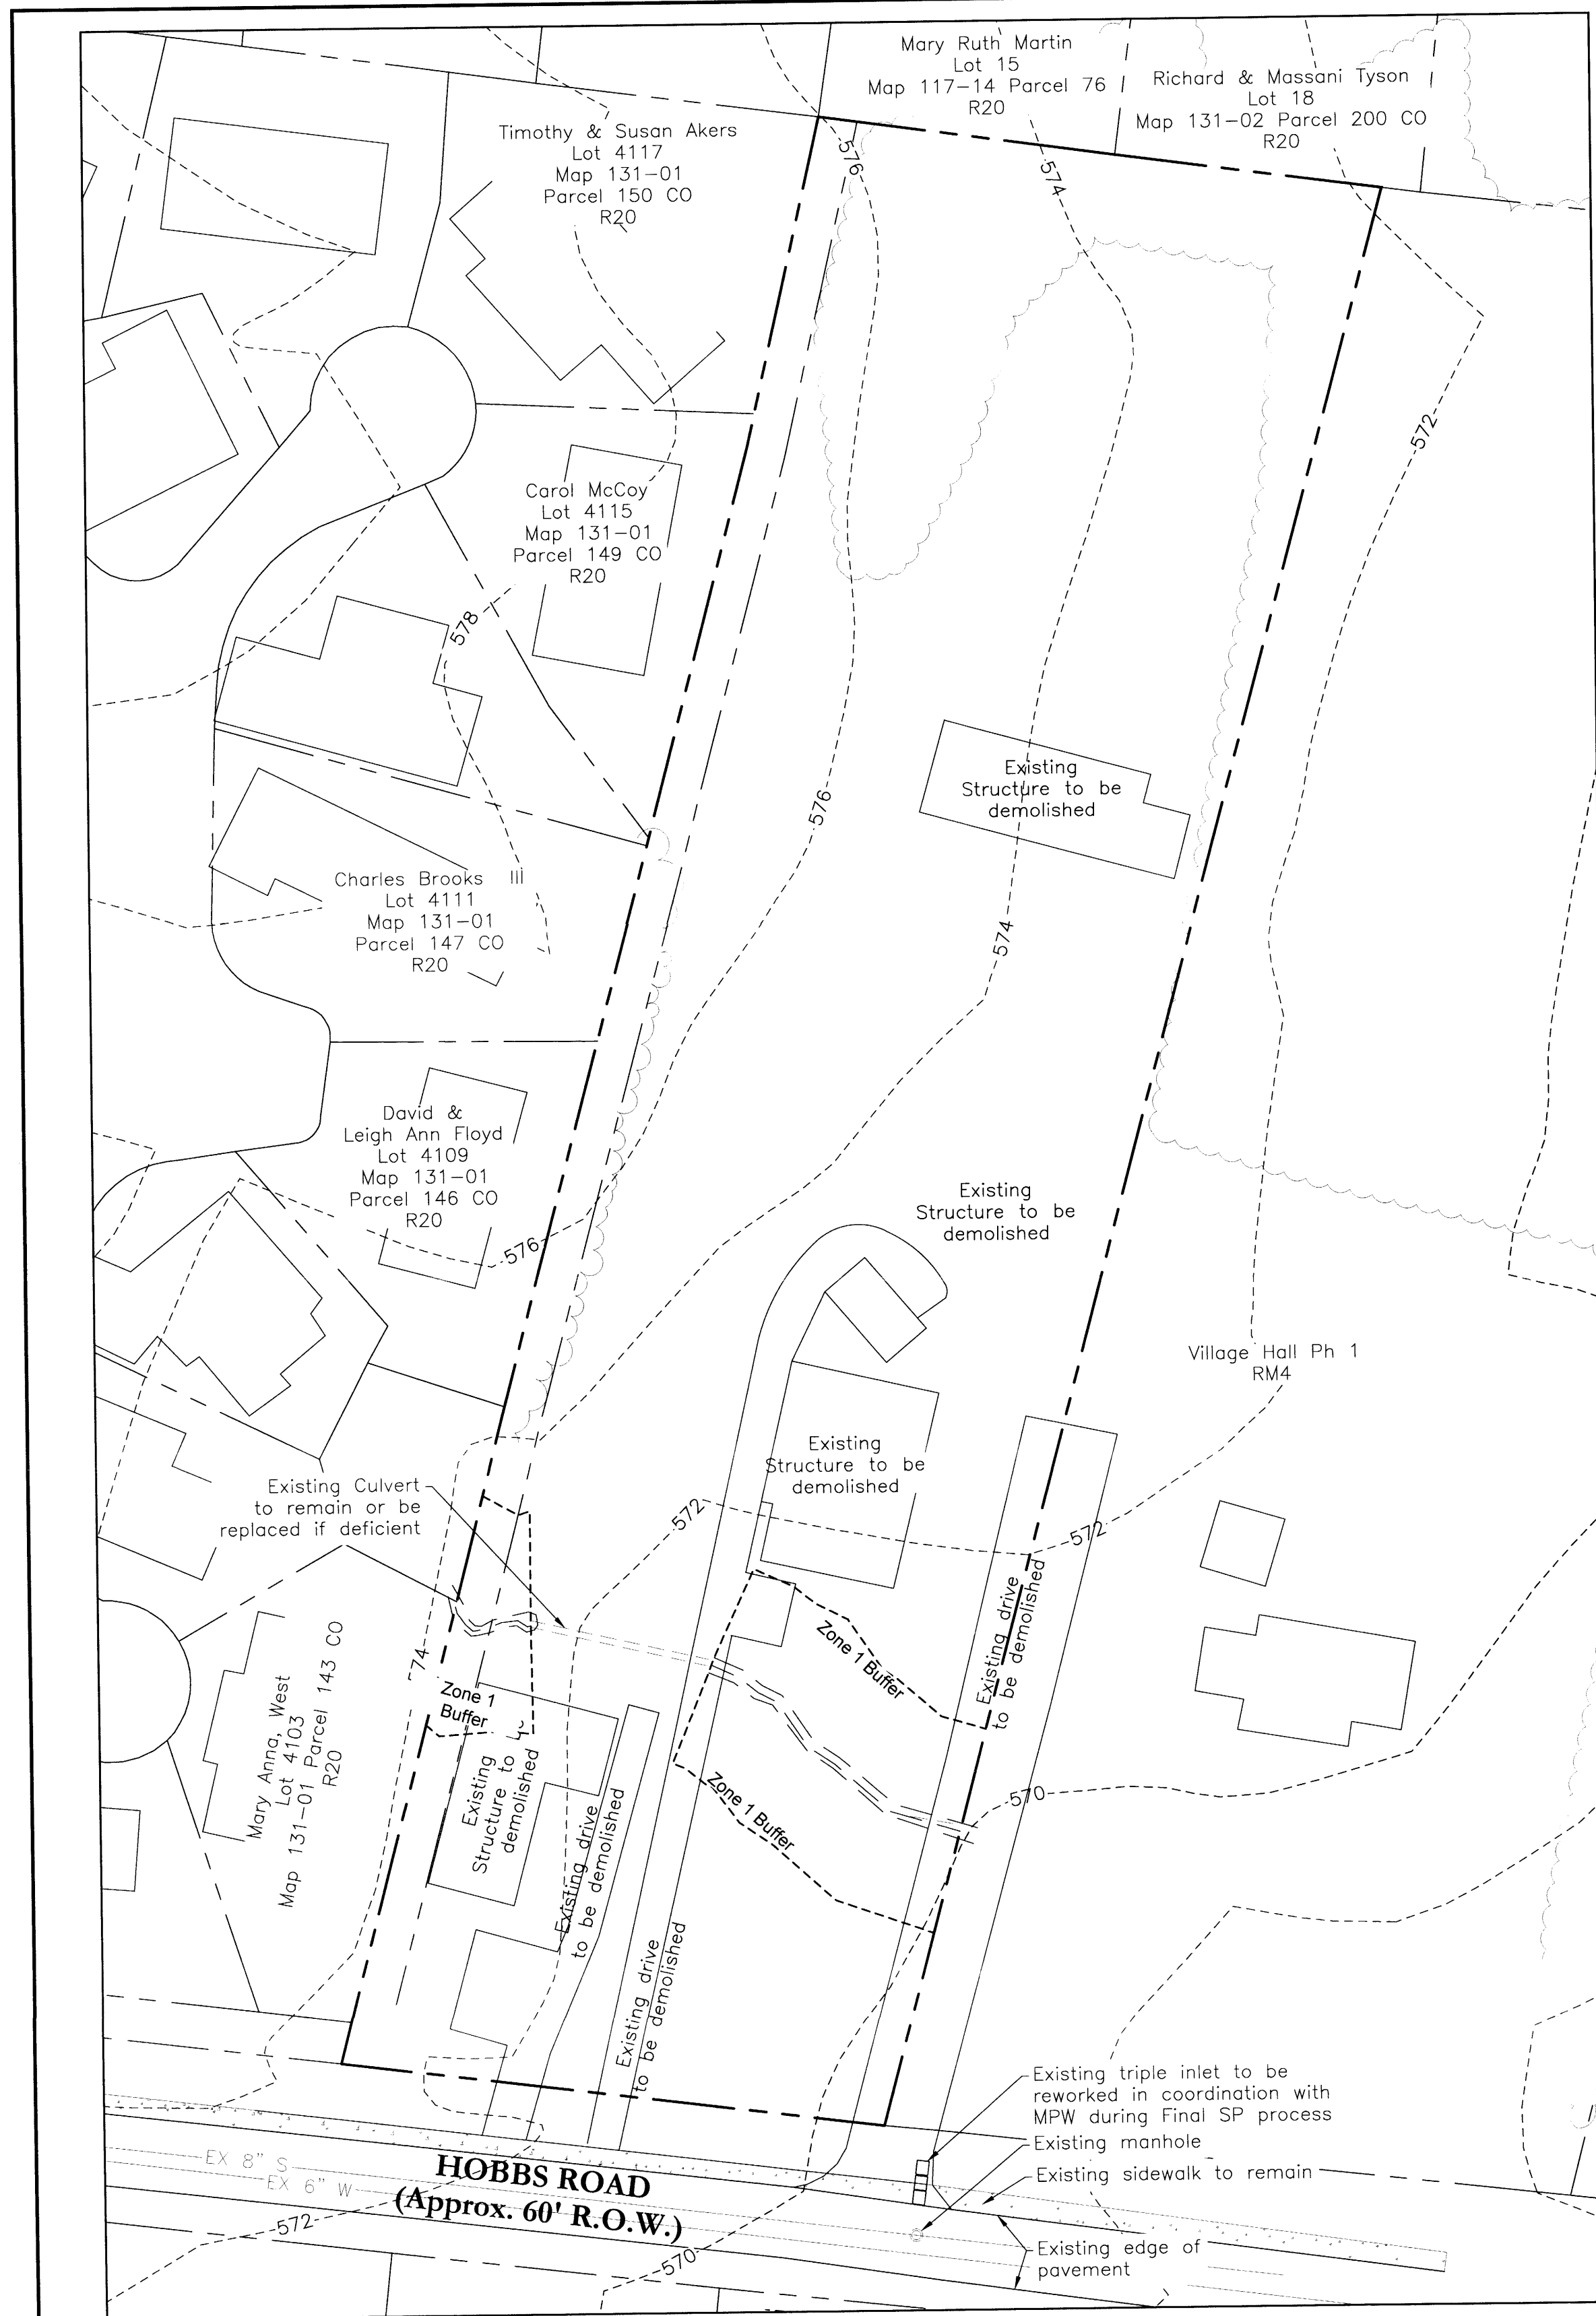 Mary Ruth Martin
Lot 15
Map 117-14 Parcel 76
R20
Richard & Massani Tyson
Lot 18
Map 131-02 Parcel 200 CO
R20
Timothy & Susan Akers
Lot 4117
Map 131-01
Parcel 150 CO
R20
576
574
572
Carol McCoy
Lot 4115
Map 131-01
Parcel 149 CO
R20
578
Existing
Structure to be
demolished
576
Charles Brooks III
Lot 4111
Map 131-01
Parcel 147 CO
R20
574
David &
Leigh Ann Floyd
Lot 4109
Map 131-01
Parcel 146 CO
R20
576
Existing
Structure to be
demolished
Village Hall Ph 1
RM4
Existing
Structure to be
demolished
Existing Culvert
to remain or be
replaced if deficient
572
572
Existing drive
to be demolished
Zone 1 Buffer
74
Zone 1
Buffer
Mary Anna, West
Lot 4103
Map 131-01 Parcel 143 CO
R20
Existing
Structure to
demolished
Existing drive
to be demolished
Zone 1 Buffer
570
Existing drive
to be demolished
Existing triple inlet to be
reworked in coordination with
MPW during Final SP process
Existing manhole
Existing sidewalk to remain
EX 8" S
EX 6" W
HOBBS ROAD
(Approx. 60' R.O.W.)
572
570
Existing edge of
pavement